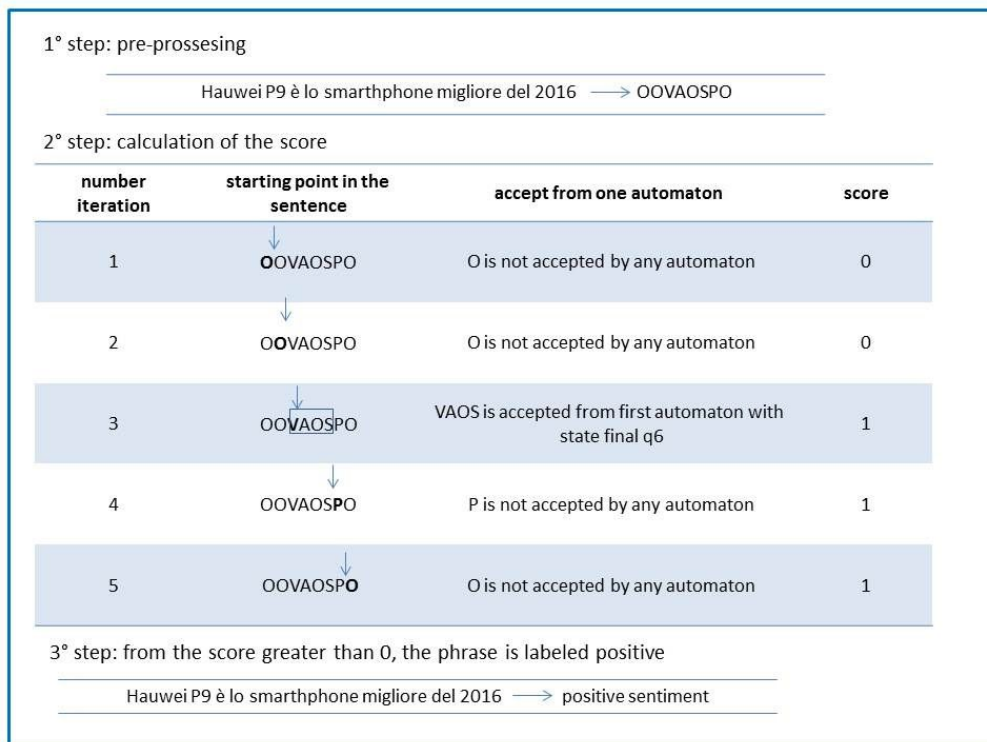 1° step: pre-prossesing
Hauwei P9 è lo smarthphone migliore del 2016 ⟶ OOVAOSPO
2° step: calculation of the score
number iteration starting point in the sentence accept from one automaton score
1 OOVAOSPO O is not accepted by any automaton 0
2 OOVAOSPO O is not accepted by any automaton 0
3 OOVAOSPO VAOS is accepted from first automaton with state final q6 1
4 OOVAOSPO P is not accepted by any automaton 1
5 OOVAOSPO O is not accepted by any automaton 1
3° step: from the score greater than 0, the phrase is labeled positive
Hauwei P9 è lo smarthphone migliore del 2016 ⟶ positive sentiment